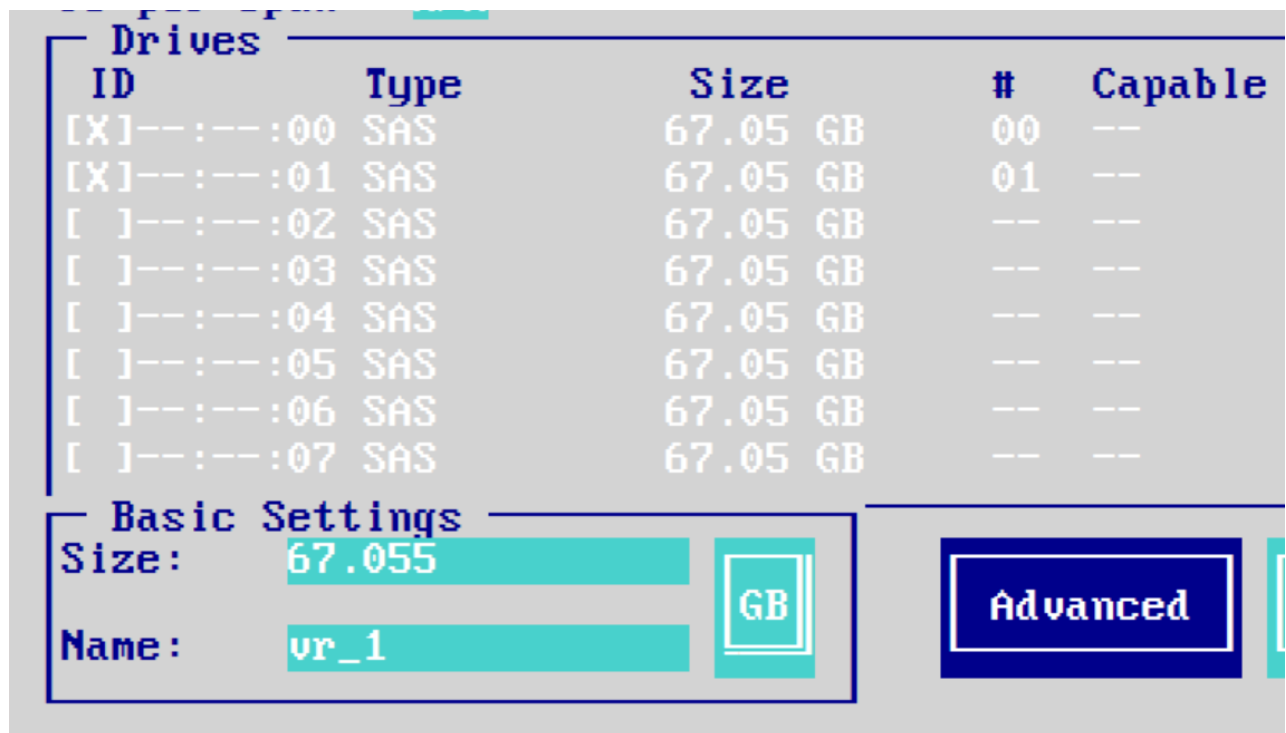 Drives
ID Type Size # Capable
[X]--:--:00 SAS 67.05 GB 00 --
[X]--:--:01 SAS 67.05 GB 01 --
[ ]--:--:02 SAS 67.05 GB -- --
[ ]--:--:03 SAS 67.05 GB -- --
[ ]--:--:04 SAS 67.05 GB -- --
[ ]--:--:05 SAS 67.05 GB -- --
[ ]--:--:06 SAS 67.05 GB -- --
[ ]--:--:07 SAS 67.05 GB -- --
Basic Settings
Size: 67.055
GB
Advanced
Name: vr_1